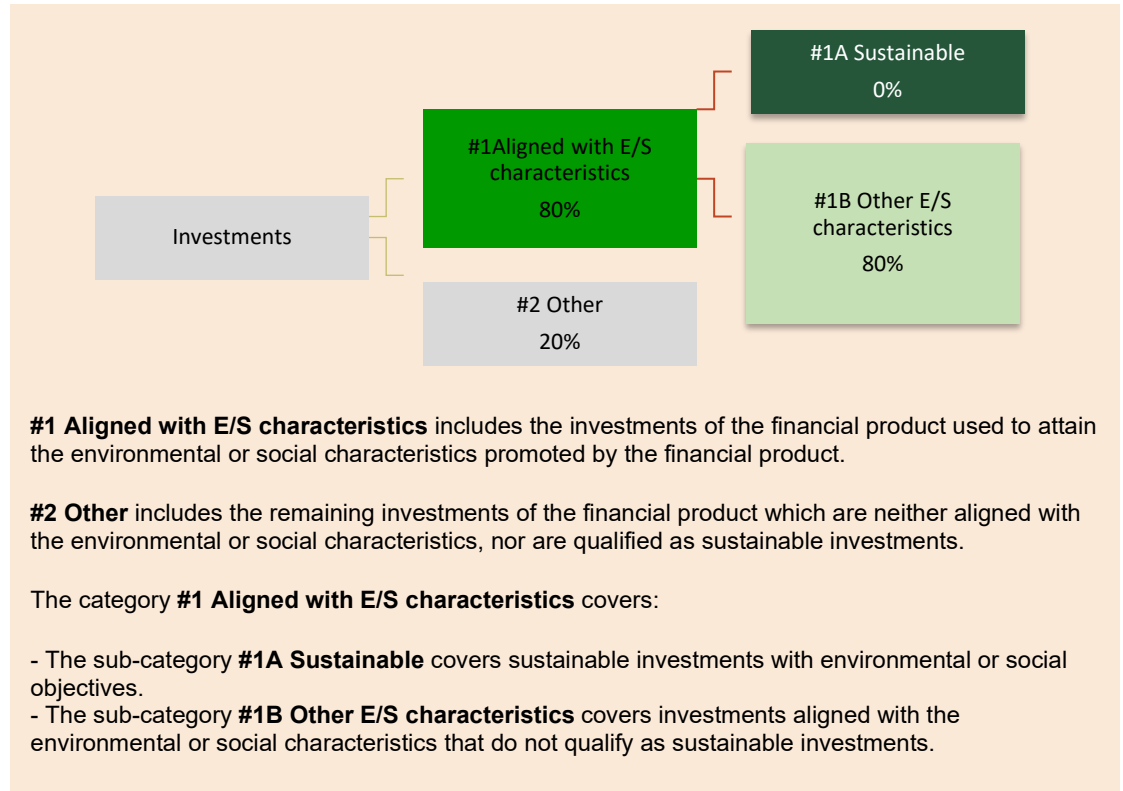 #1A Sustainable
0%
#1Aligned with E/S
characteristics
80%
Investments
#1B Other E/S
characteristics
80%
#2 Other
20%
#1 Aligned with E/S characteristics includes the investments of the financial product used to attain
the environmental or social characteristics promoted by the financial product.
#2 Other includes the remaining investments of the financial product which are neither aligned with
the environmental or social characteristics, nor are qualified as sustainable investments.
The category #1 Aligned with E/S characteristics covers:
- The sub-category #1A Sustainable covers sustainable investments with environmental or social
objectives.
- The sub-category #1B Other E/S characteristics covers investments aligned with the
environmental or social characteristics that do not qualify as sustainable investments.